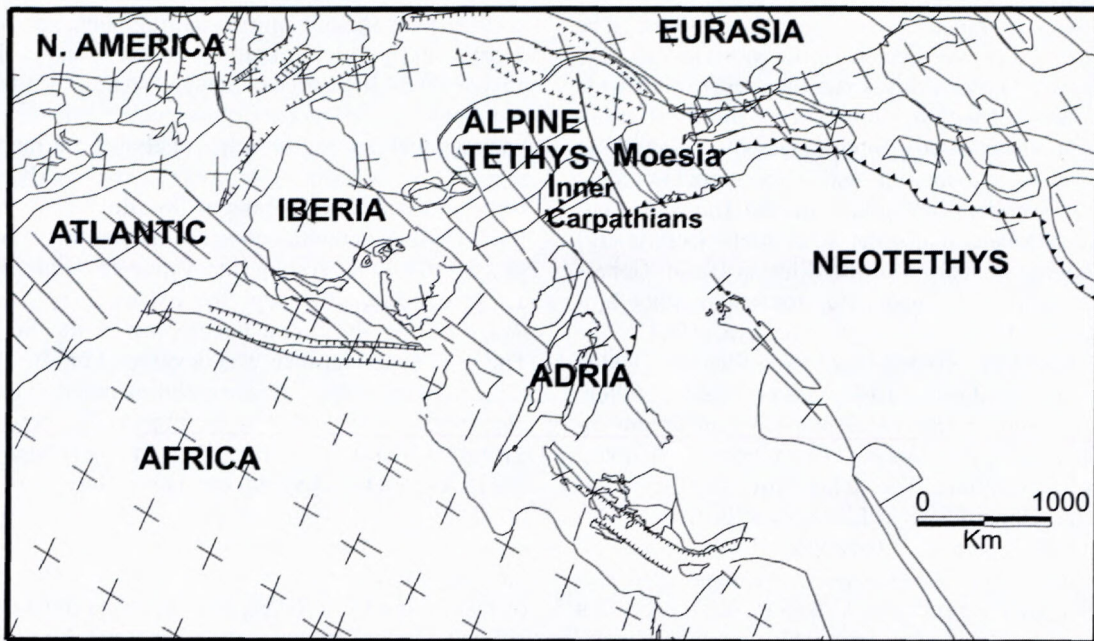 N. AMERICA
EURASIA
ALPINE
TETHYS
Moesia
Inner
Carpathians
IBERIA
ATLANTIC
NEOTETHYS
ADRIA
AFRICA
0 1000
Km